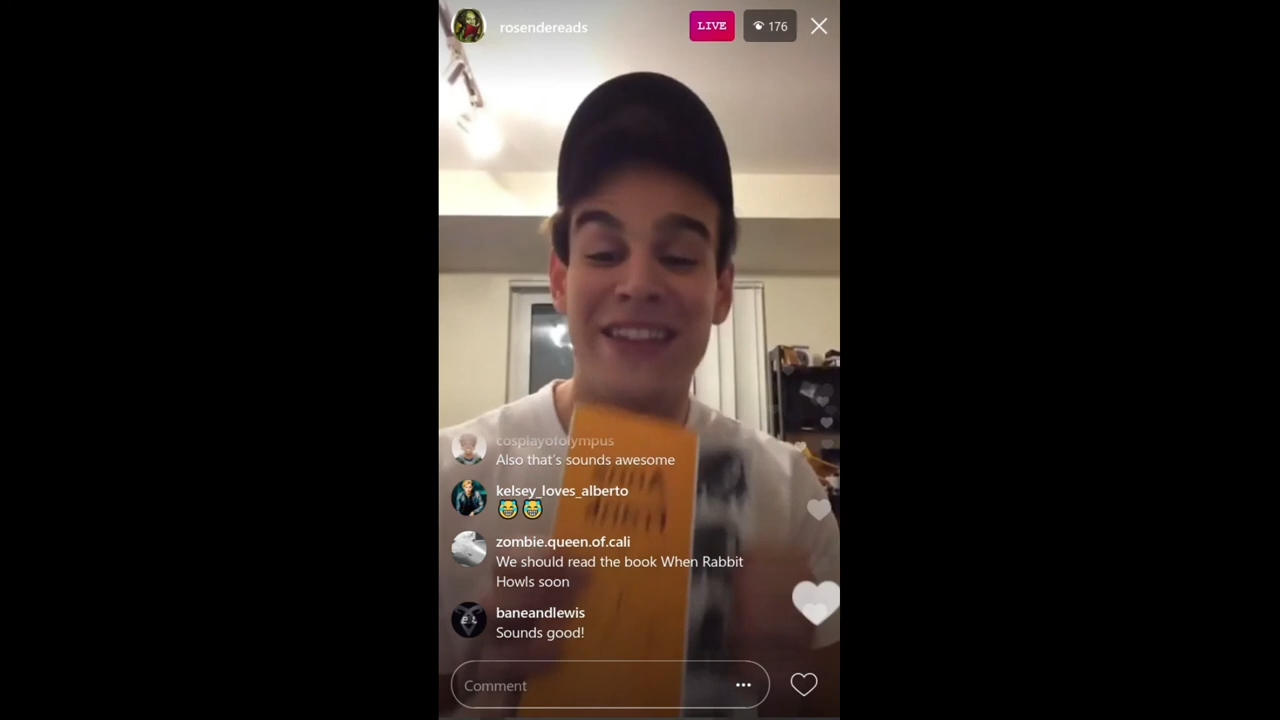 rosendereads
LIVE
176
cosplayofolympus
Also that's sounds awesome
kelsey_loves_alberto
zombie.queen.of.cali
We should read the book When Rabbit
Howls soon
baneandlewis
Sounds good!
Comment